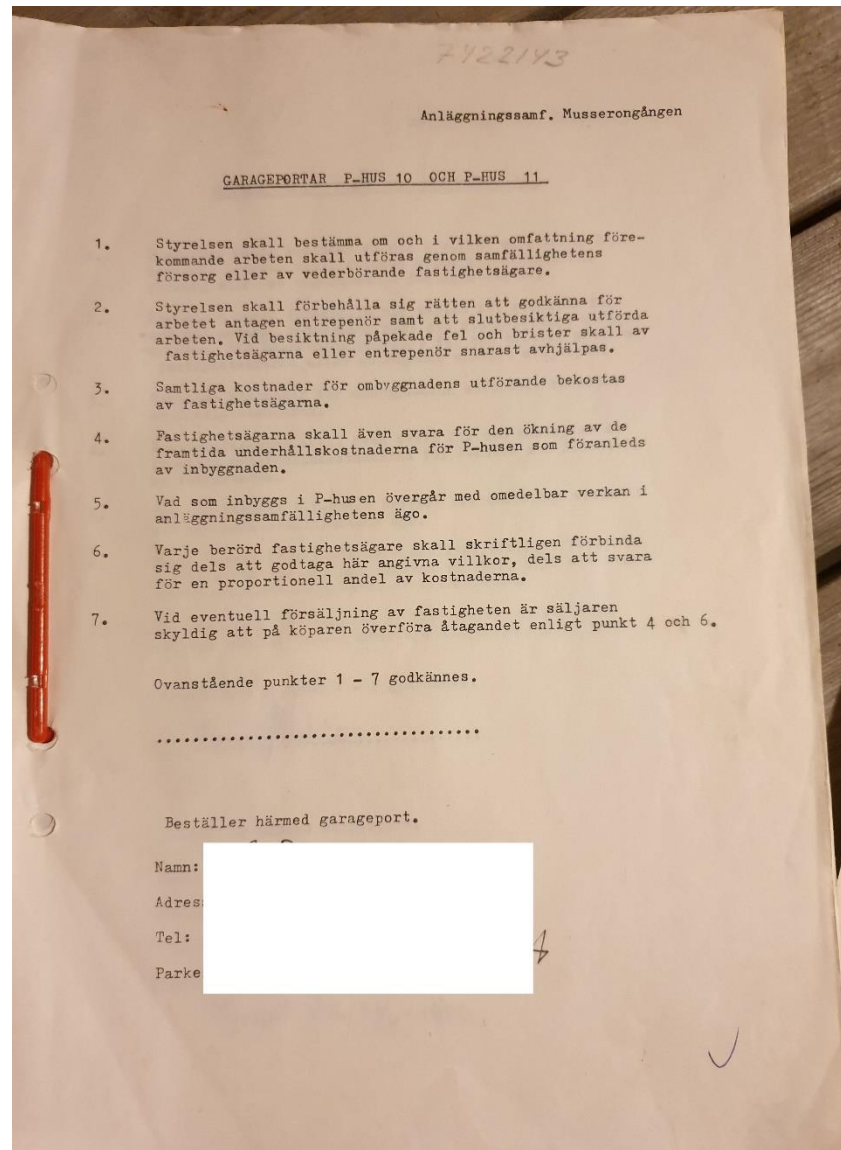 7422143
Anläggningssamf. Musserongången
GARAGEPORTAR P-HUS 10 OCH P-HUS 11
1. Styrelsen skall bestämma om och i vilken omfattning före-
kommande arbeten skall utföras genom samfällighetens
försorg eller av vederbörande fastighetsägare.
2. Styrelsen skall förbehålla sig rätten att godkänna för
arbetet antagen entrepenör samt att slutbesiktiga utförda
arbeten. Vid besiktning påpekade fel och brister skall av
fastighetsägarna eller entrepenör snarast avhjälpas.
3. Samtliga kostnader för ombyggnadens utförande bekostas
av fastighetsägarna.
4. Fastighetsägarna skall även svara för den ökning av de
framtida underhållskostnaderna för P-husen som föranleds
av inbyggnaden.
5. Vad som inbyggs i P-husen övergår med omedelbar verkan i
anläggningssamfällighetens ägo.
6. Varje berörd fastighetsägare skall skriftligen förbinda
sig dels att godtaga här angivna villkor, dels att svara
för en proportionell andel av kostnaderna.
7. Vid eventuell försäljning av fastigheten är säljaren
skyldig att på köparen överföra åtagandet enligt punkt 4 och 6.
Ovanstående punkter 1 - 7 godkännes.
....................................
Beställer härmed garageport.
Namn:
Adres
Tel:
Parke